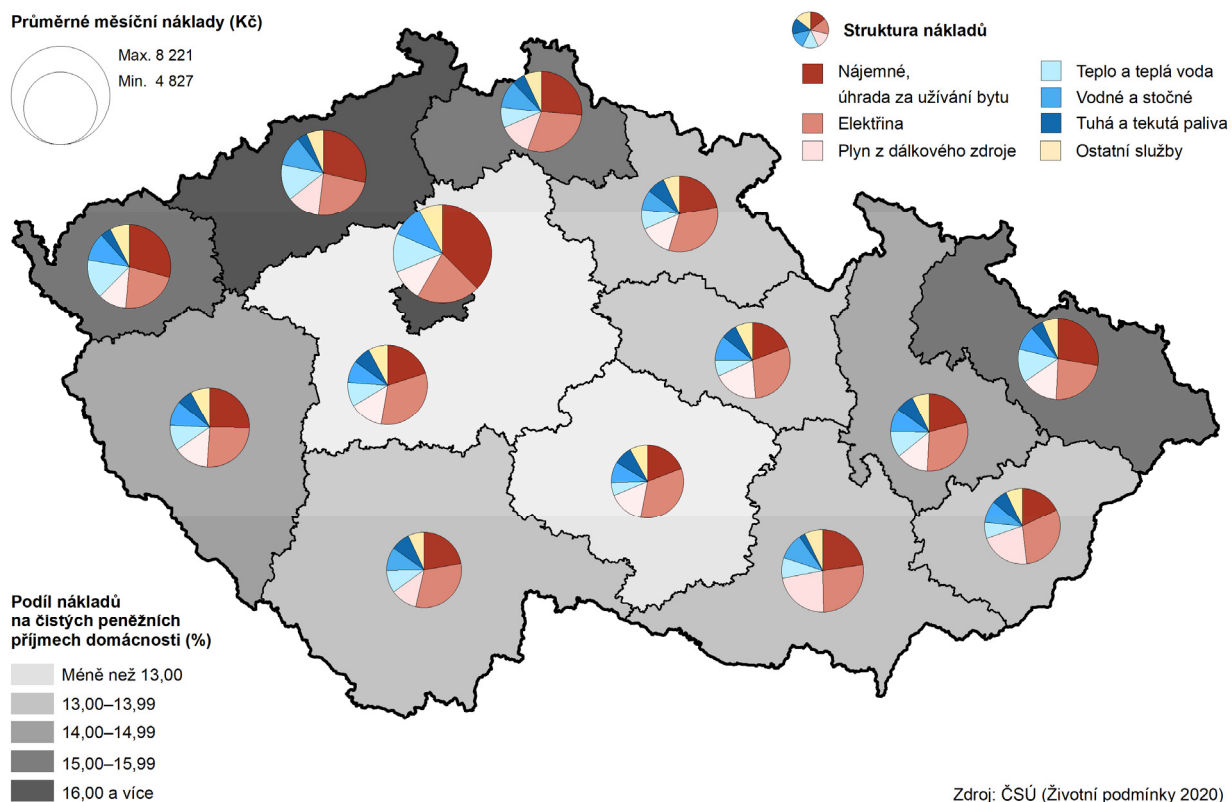 Průměrné měsíční náklady (Kč)
Max. 8 221
Min. 4 827
Struktura nákladů
Nájemné,
úhrada za užívání bytu
Elektřina
Plyn z dálkového zdroje
Teplo a teplá voda
Vodné a stočné
Tuhá a tekutá paliva
Ostatní služby
Podíl nákladů
na čistých peněžních
příjmech domácnosti (%)
Méně než 13,00
13,00–13,99
14,00–14,99
15,00–15,99
16,00 a více
Zdroj: ČSÚ (Životní podmínky 2020)